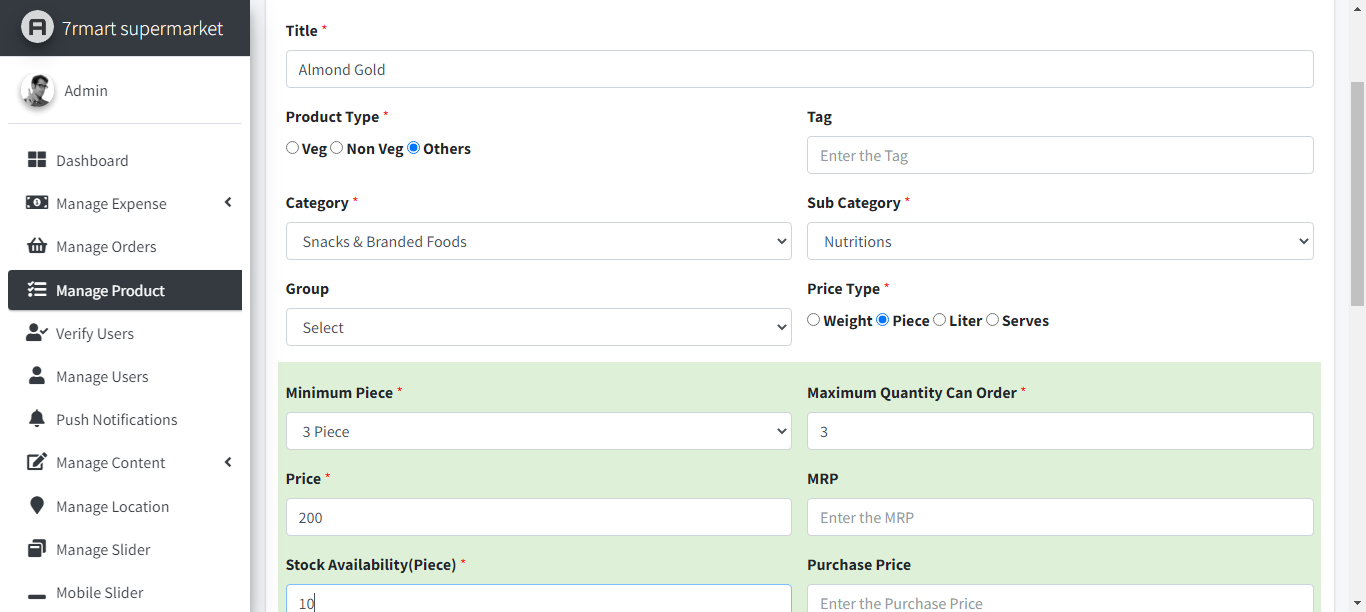 7rmart supermarket
Admin
Dashboard
Manage Expense
Manage Orders
Manage Product
Verify Users
Manage Users
Push Notifications
Manage Content
Manage Location
Manage Slider
Mobile Slider
Title *
Almond Gold
Product Type *
Veg Non Veg Others
Tag
Enter the Tag
Category *
Snacks & Branded Foods
Sub Category *
Nutritions
Group
Select
Price Type *
Weight Piece Liter Serves
Minimum Piece *
3 Piece
Maximum Quantity Can Order *
3
Price *
200
MRP
Enter the MRP
Stock Availability(Piece) *
10
Purchase Price
Enter the Purchase Price